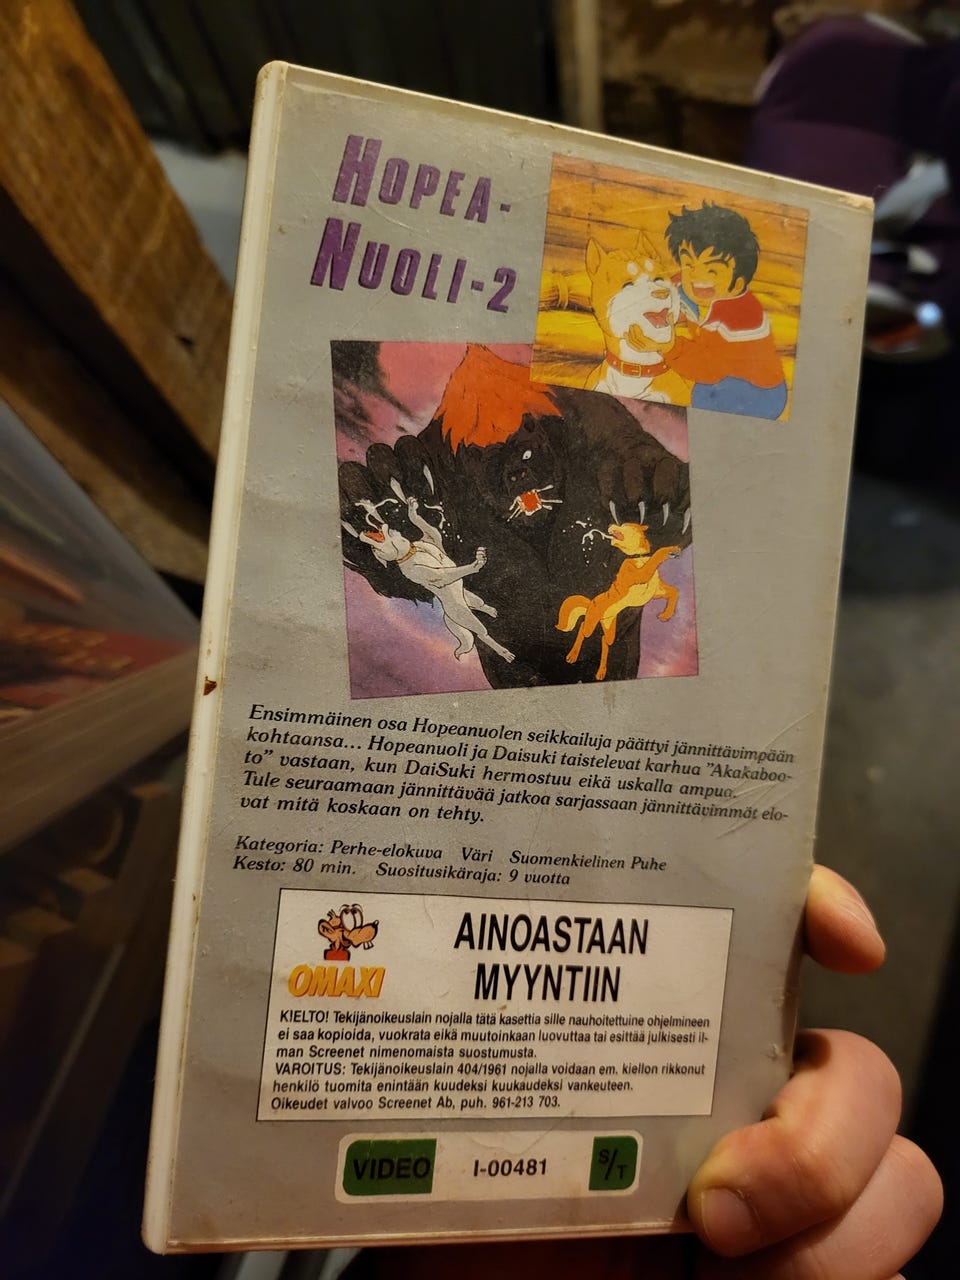 HOPEA-
NUOLI-2
Ensimmäinen osa Hopeanuolen seikkailuja päättyi jännittävimpään
kohtaansa... Hopeanuoli ja Daisuki taistelevat karhua "Akakaboo-
to" vastaan, kun DaiSuki hermostuu eikä uskalla ampua.
Tule seuraamaan jännittävää jatkoa sarjassaan jännittävimmät elo-
vat mitä koskaan on tehty.
Kategoria: Perhe-elokuva Väri Suomenkielinen Puhe
Kesto: 80 min. Suositusikäraja: 9 vuotta
OMAXI
AINOASTAAN
MYYNTIIN
KIELTO! Tekijänoikeuslain nojalla tätä kasettia sille nauhoitettuine ohjelmineen
ei saa kopioida, vuokrata eikä muutoinkaan luovuttaa tai esittää julkisesti il-
man Screenet nimenomaista suostumusta.
VAROITUS: Tekijänoikeuslain 404/1961 nojalla voidaan em. kiellon rikkonut
henkilö tuomita enintään kuudeksi kuukaudeksi vankeuteen.
Oikeudet valvoo Screenet Ab, puh. 961-213 703.
VIDEO I-00481 S/T